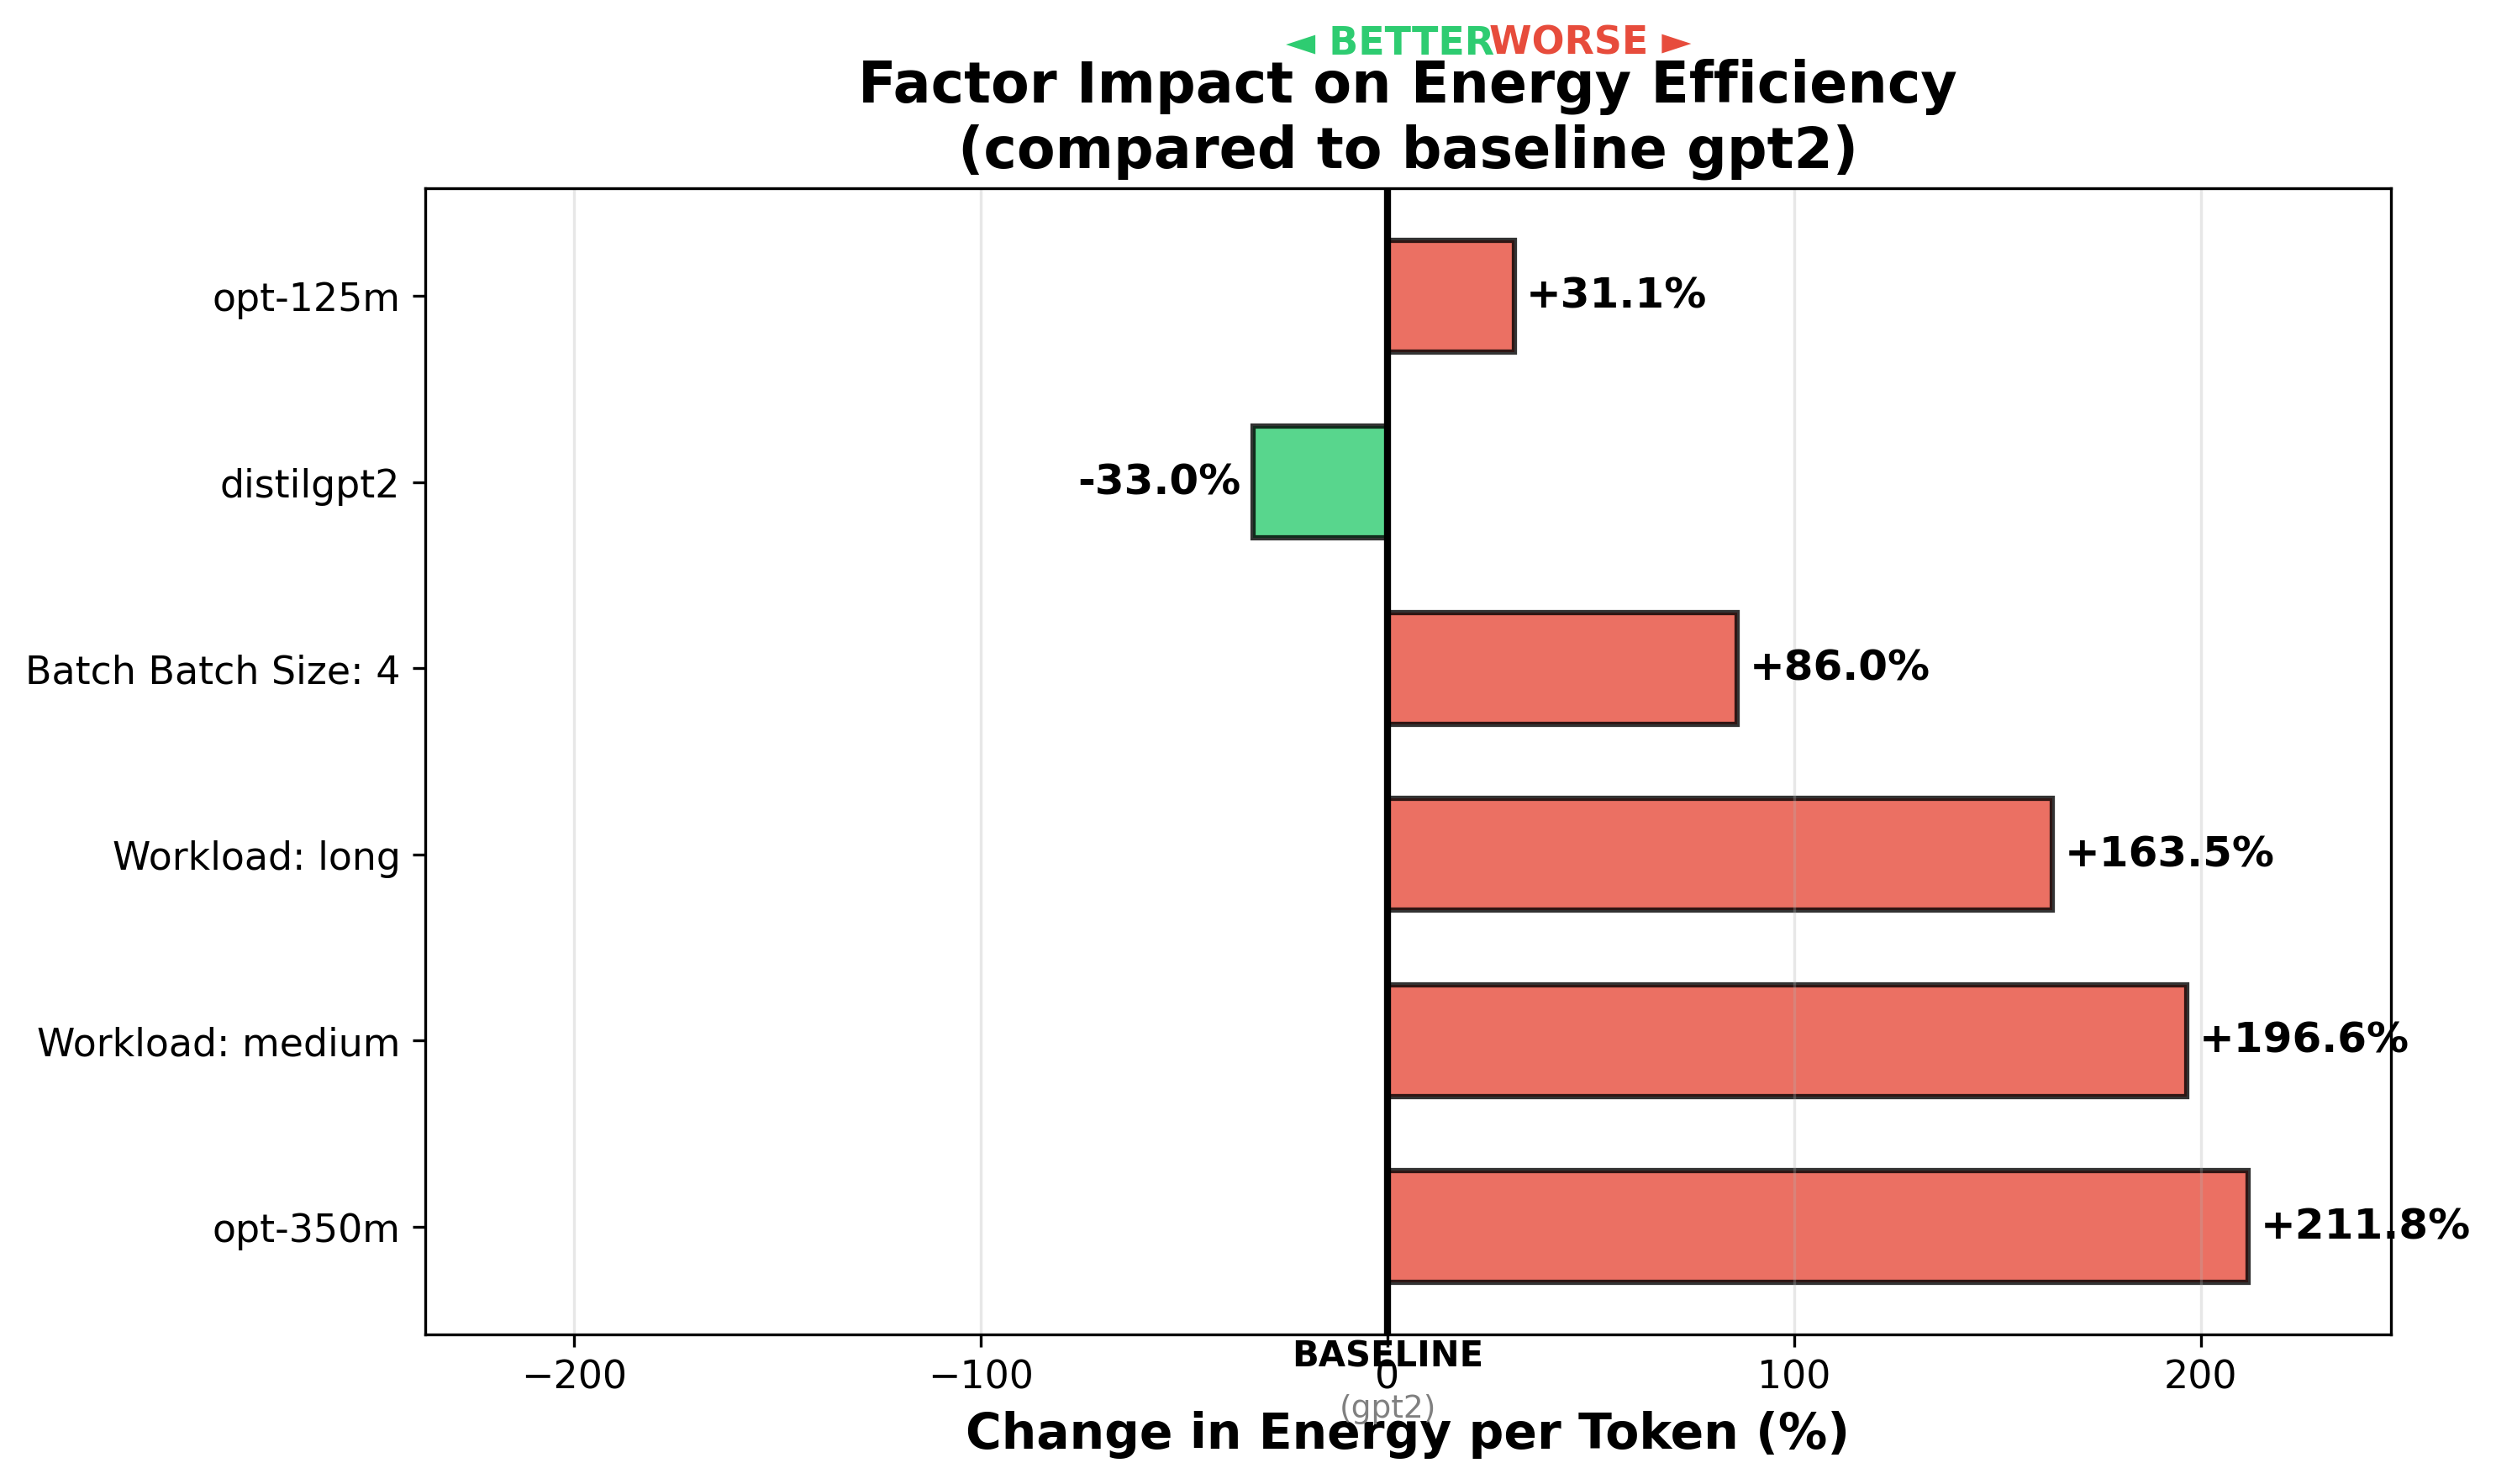 ◄ BETTER WORSE ►
Factor Impact on Energy Efficiency
(compared to baseline gpt2)
opt-125m
+31.1%
distilgpt2
-33.0%
Batch Batch Size: 4
+86.0%
Workload: long
+163.5%
Workload: medium
+196.6%
opt-350m
+211.8%
BASELINE
−200 −100 0 100 200
(gpt2)
Change in Energy per Token (%)